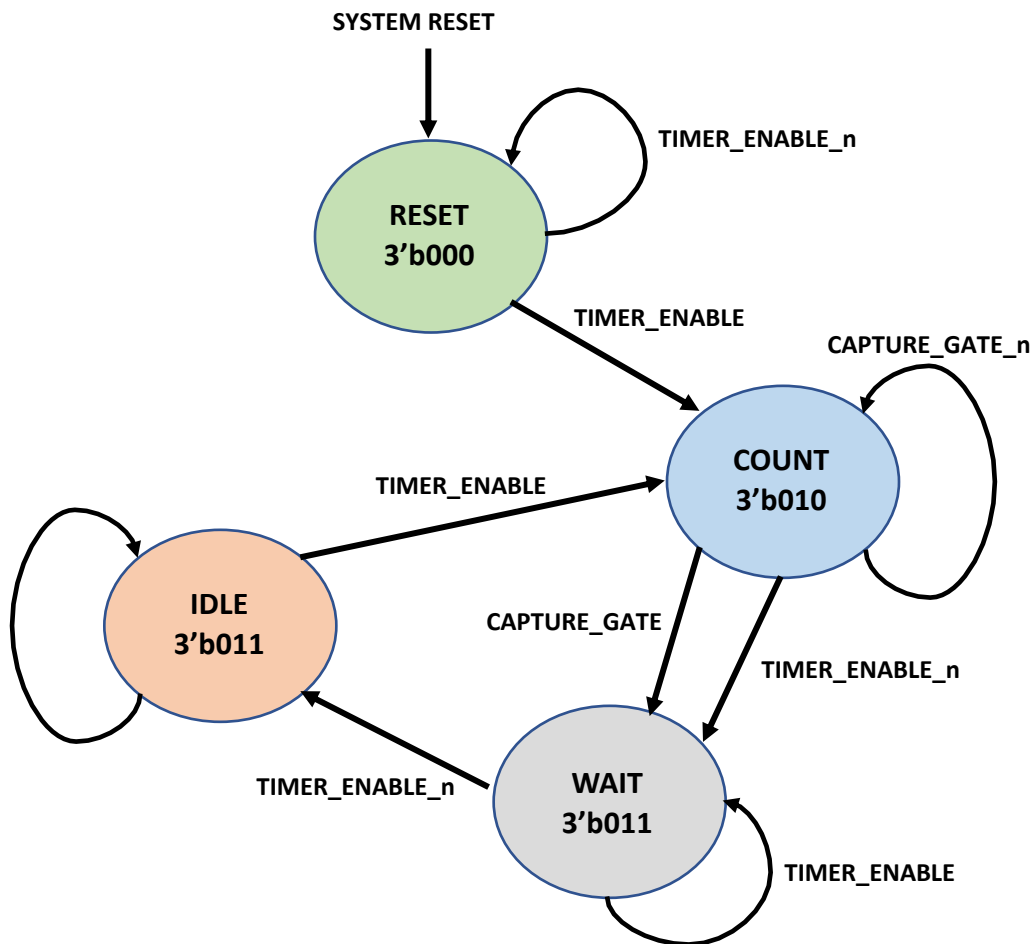 SYSTEM RESET
TIMER_ENABLE_n
RESET
3’b000
TIMER_ENABLE
CAPTURE_GATE_n
COUNT
3’b010
TIMER_ENABLE
IDLE
3’b011
CAPTURE_GATE
TIMER_ENABLE_n
TIMER_ENABLE_n
WAIT
3’b011
TIMER_ENABLE